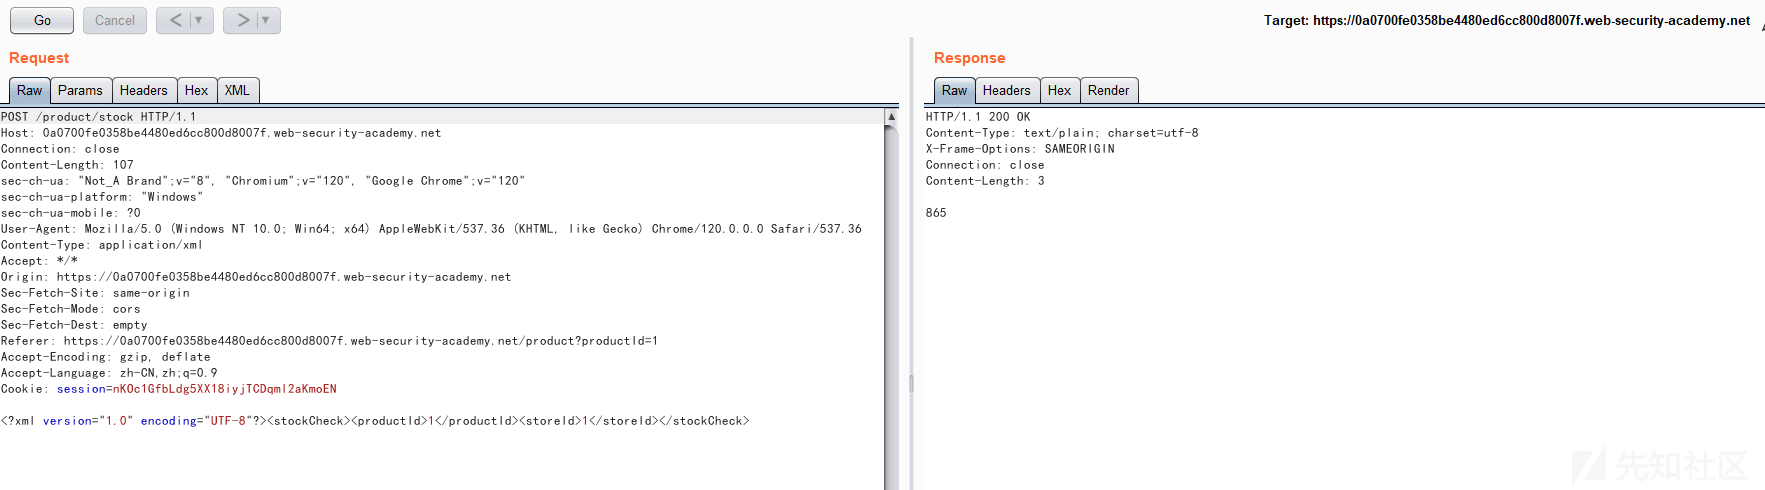 Go Cancel < ▼ > ▼ Target: https://0a0700fe0358be4480ed6cc800d8007f.web-security-academy.net
Request
Raw Params Headers Hex XML
POST /product/stock HTTP/1.1
Host: 0a0700fe0358be4480ed6cc800d8007f.web-security-academy.net
Connection: close
Content-Length: 107
sec-ch-ua: "Not_A Brand";v="8", "Chromium";v="120", "Google Chrome";v="120"
sec-ch-ua-platform: "Windows"
sec-ch-ua-mobile: ?0
User-Agent: Mozilla/5.0 (Windows NT 10.0; Win64; x64) AppleWebKit/537.36 (KHTML, like Gecko) Chrome/120.0.0.0 Safari/537.36
Content-Type: application/xml
Accept: */*
Origin: https://0a0700fe0358be4480ed6cc800d8007f.web-security-academy.net
Sec-Fetch-Site: same-origin
Sec-Fetch-Mode: cors
Sec-Fetch-Dest: empty
Referer: https://0a0700fe0358be4480ed6cc800d8007f.web-security-academy.net/product?productId=1
Accept-Encoding: gzip, deflate
Accept-Language: zh-CN,zh;q=0.9
Cookie: session=nKOc1GfbLdg5XX18iyjTCDqml2aKmoEN
<?xml version="1.0" encoding="UTF-8"?><stockCheck><productId>1</productId><storeId>1</storeId></stockCheck>
Response
Raw Headers Hex Render
HTTP/1.1 200 OK
Content-Type: text/plain; charset=utf-8
X-Frame-Options: SAMEORIGIN
Connection: close
Content-Length: 3
865
先知社区